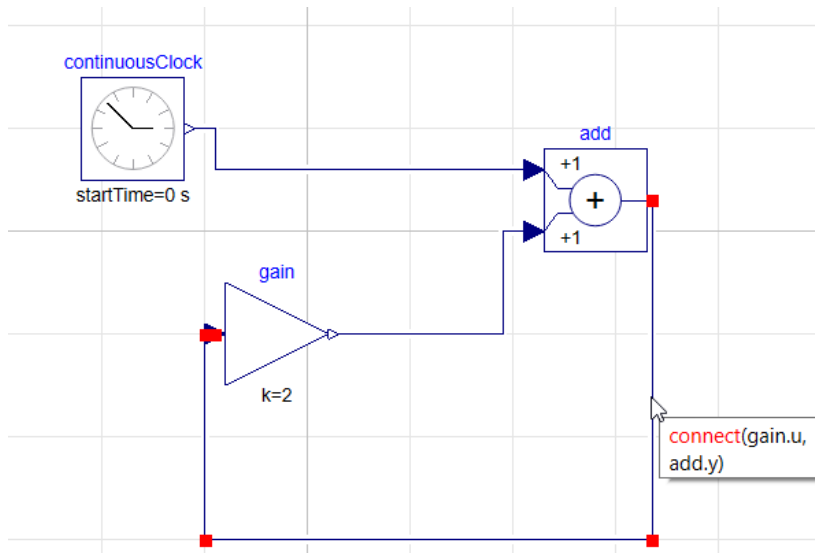 continuousClock
startTime=0 s
add
+1
+
+1
gain
k=2
connect(gain.u,
add.y)